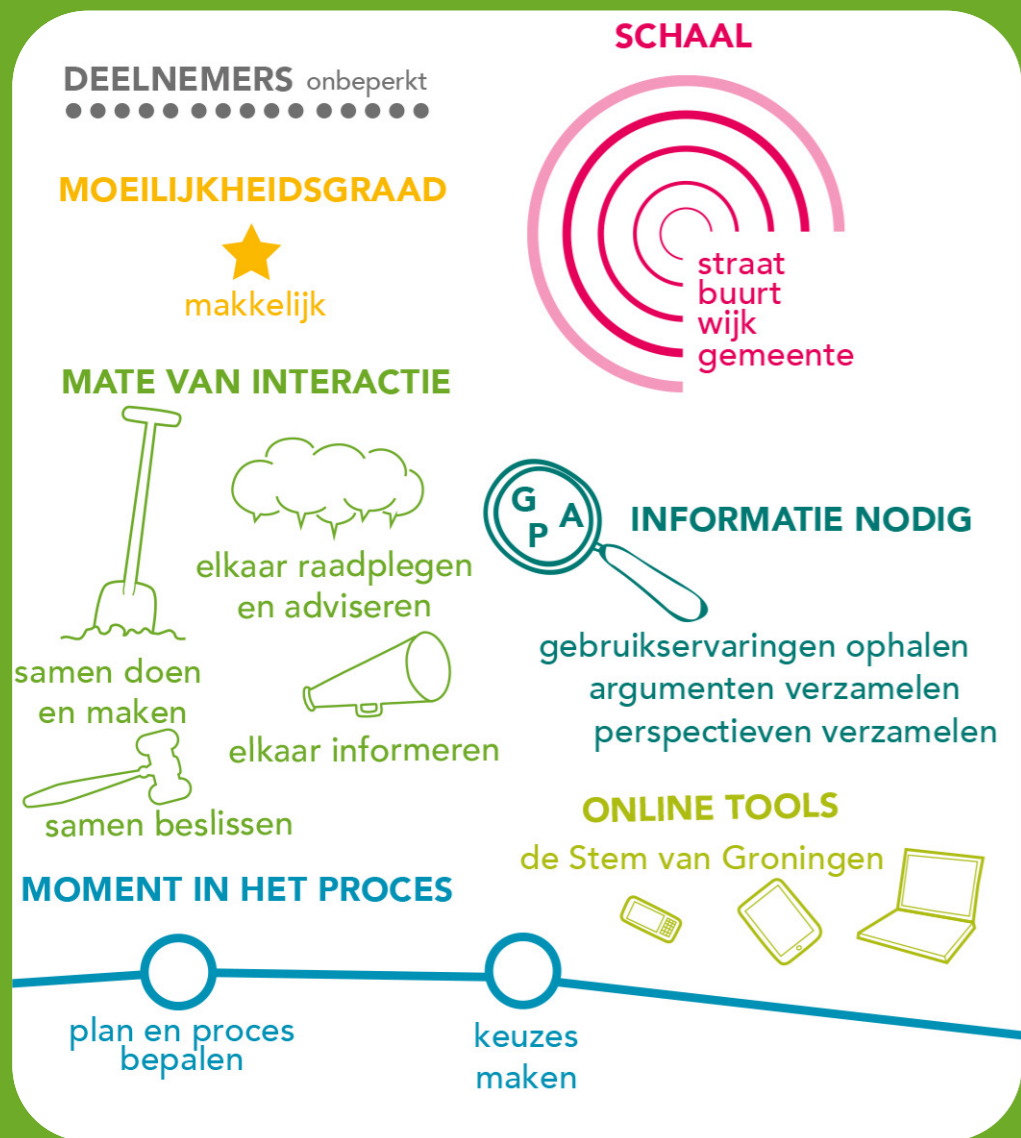 SCHAAL
DEELNEMERS onbeperkt
MOEILIJKHEIDSGRAAD
makkelijk
straat
buurt
wijk
gemeente
MATE VAN INTERACTIE
elkaar raadplegen
en adviseren
samen doen
en maken
elkaar informeren
samen beslissen
G
A
P
INFORMATIE NODIG
gebruikservaringen ophalen
argumenten verzamelen
perspectieven verzamelen
ONLINE TOOLS
de Stem van Groningen
MOMENT IN HET PROCES
plan en proces
bepalen
keuzes
maken